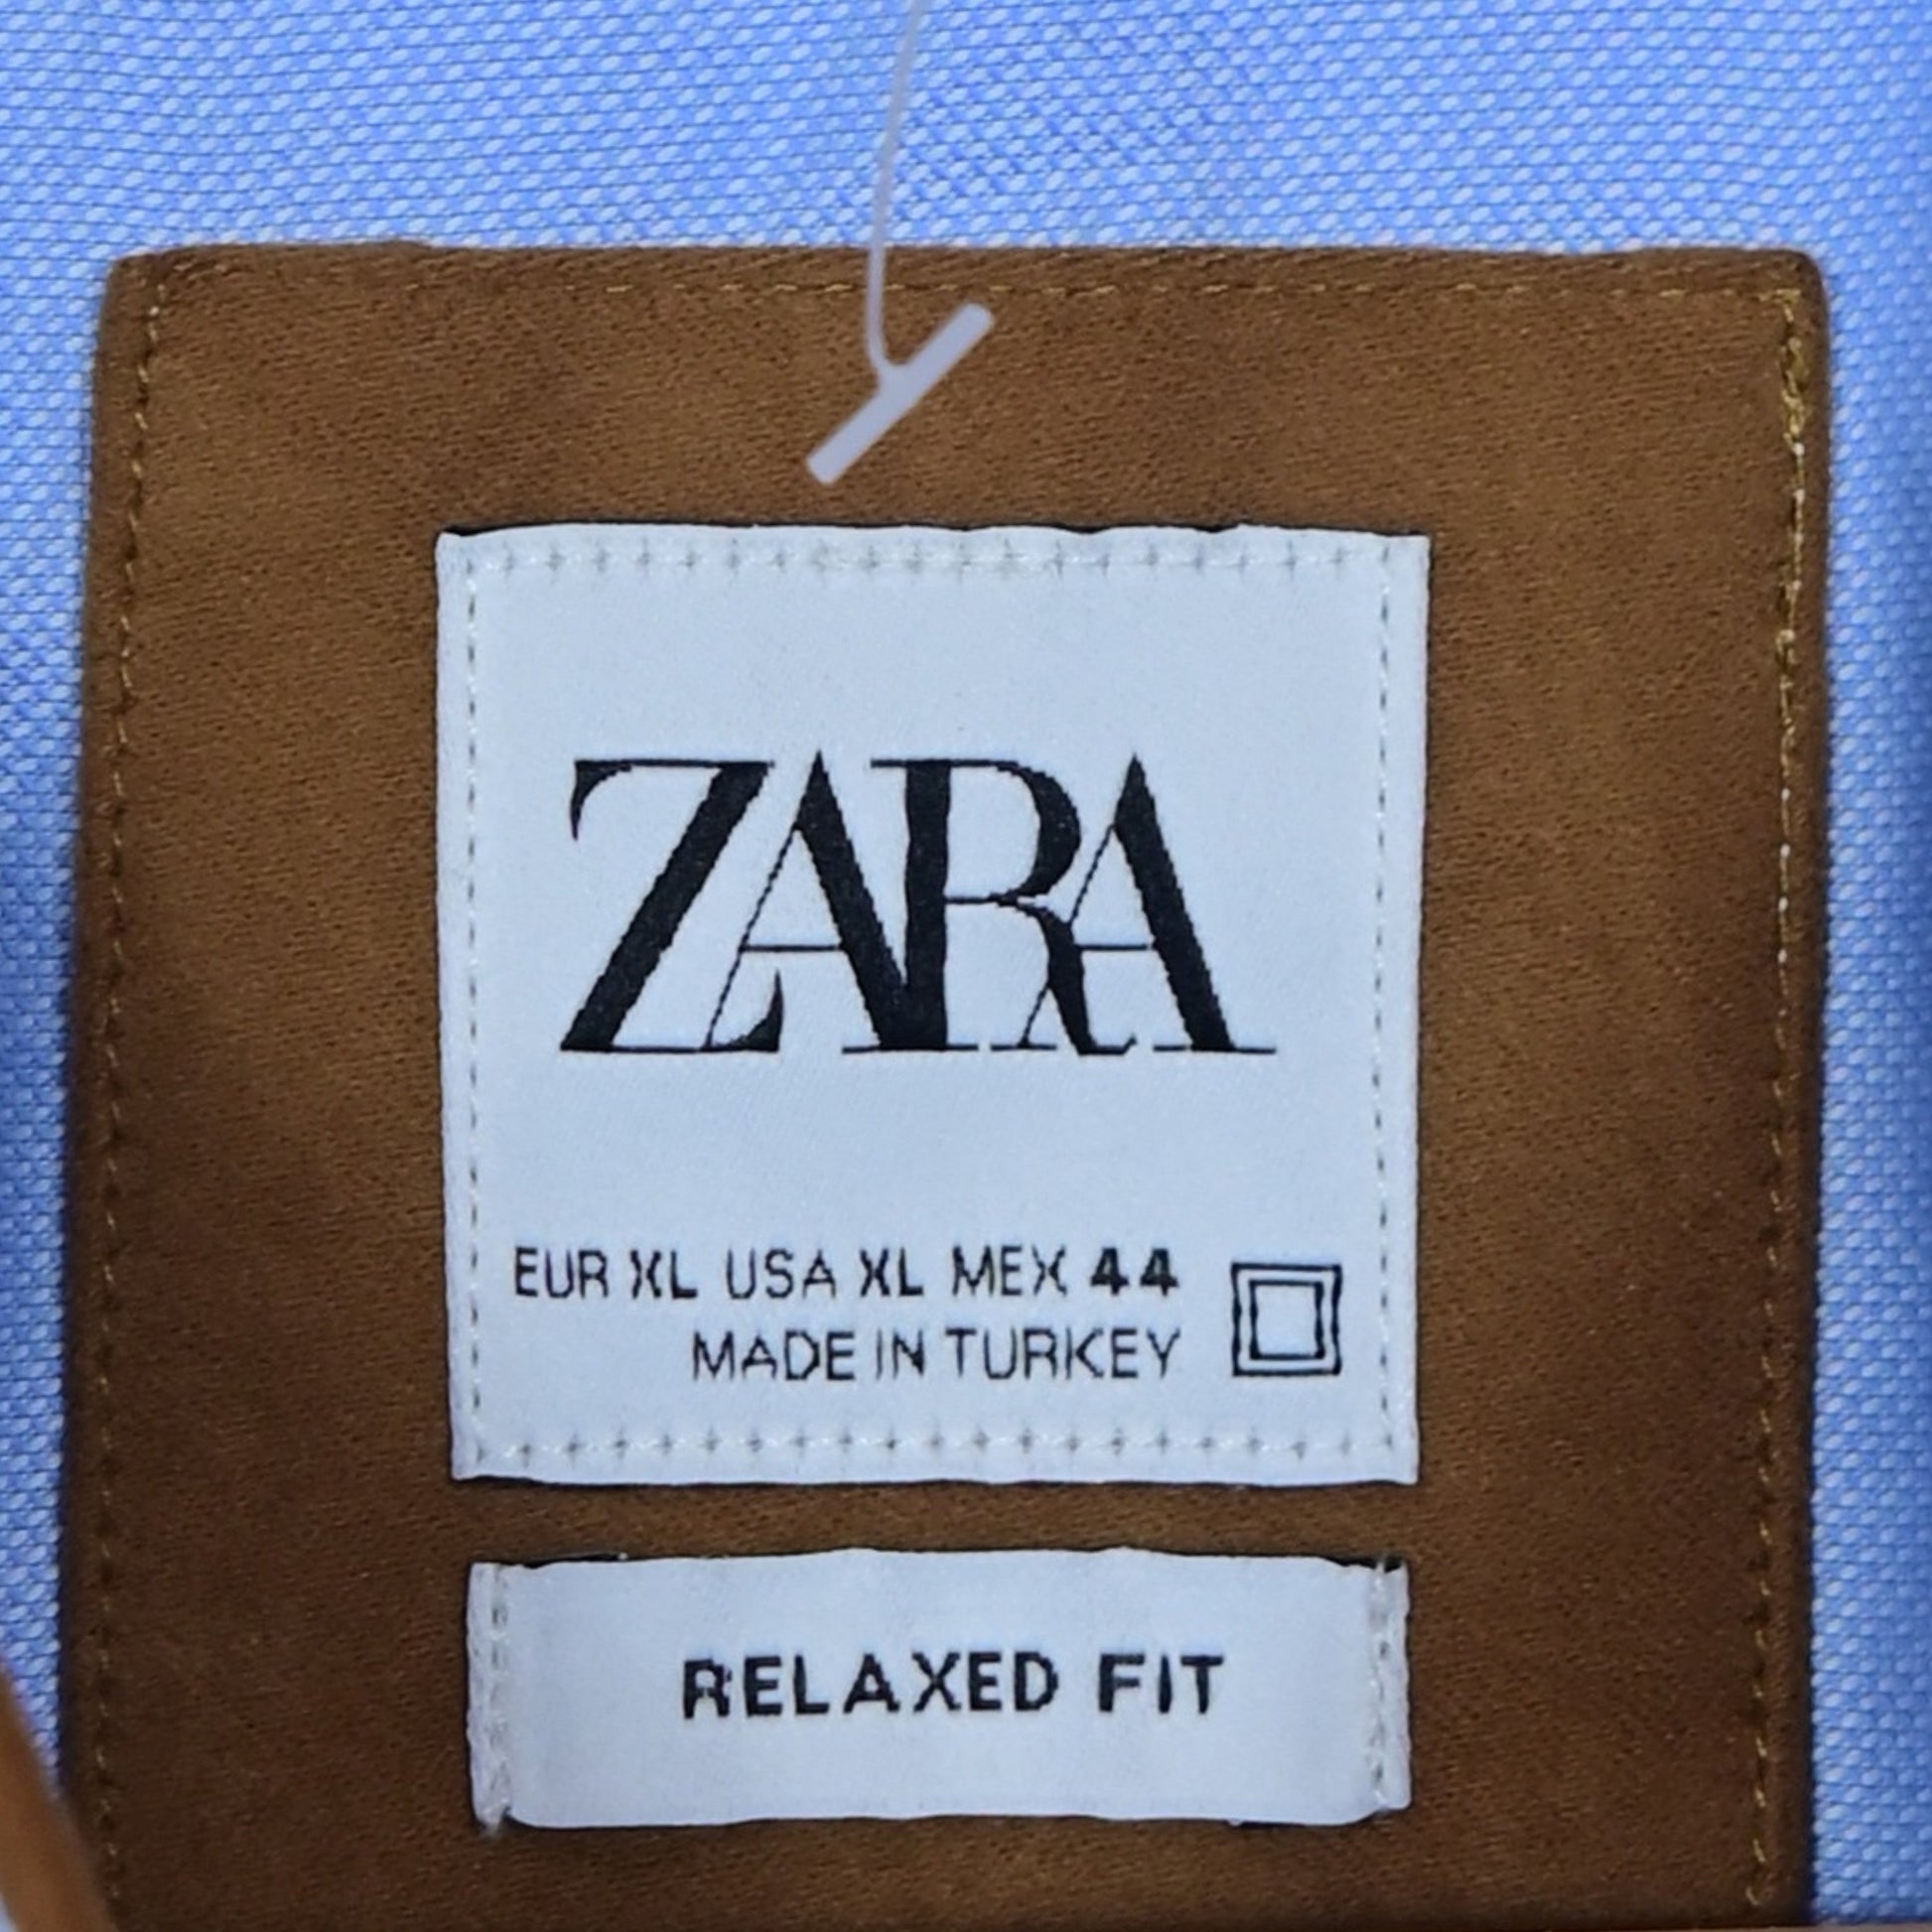 ZARA
EUR XL USA XL MEX 44
MADE IN TURKEY
RELAXED FIT